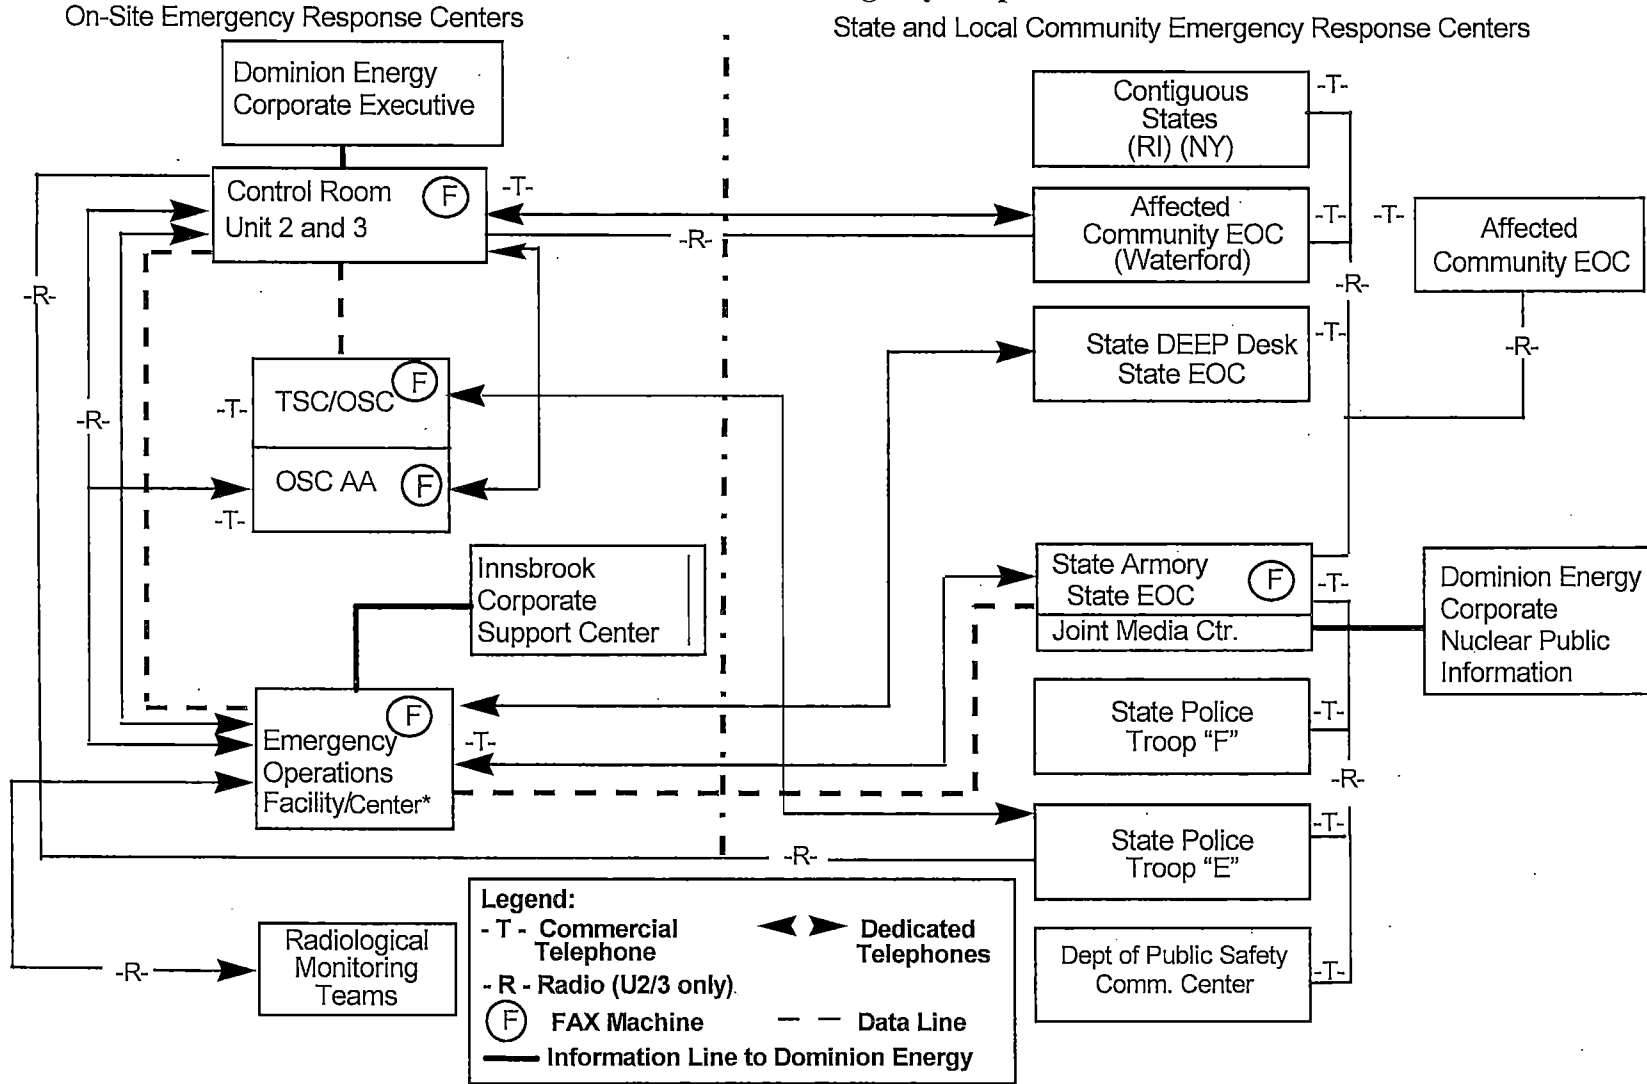 On-Site Emergency Response Centers
State and Local Community Emergency Response Centers
Dominion Energy
Corporate Executive
Control Room
Unit 2 and 3
F
-T-
-R-
-R-
-R-
TSC/OSC
F
-T-
OSC AA
F
-T-
Innsbrook
Corporate
Support Center
F
Emergency
Operations
Facility/Center*
-T-
Radiological
Monitoring
Teams
-R-
-R-
Contiguous
States
(RI) (NY)
-T-
Affected
Community EOC
(Waterford)
-T-
-T-
Affected
Community EOC
-R-
-R-
State DEEP Desk
State EOC
-T-
State Armory
State EOC
F
-T-
Joint Media Ctr.
Dominion Energy
Corporate
Nuclear Public
Information
State Police
Troop "F"
-T-
-R-
State Police
Troop "E"
-T-
Dept of Public Safety
Comm. Center
-T-
Legend:
- T - Commercial
Telephone
Dedicated
Telephones
- R - Radio (U2/3 only)
F FAX Machine
Data Line
Information Line to Dominion Energy